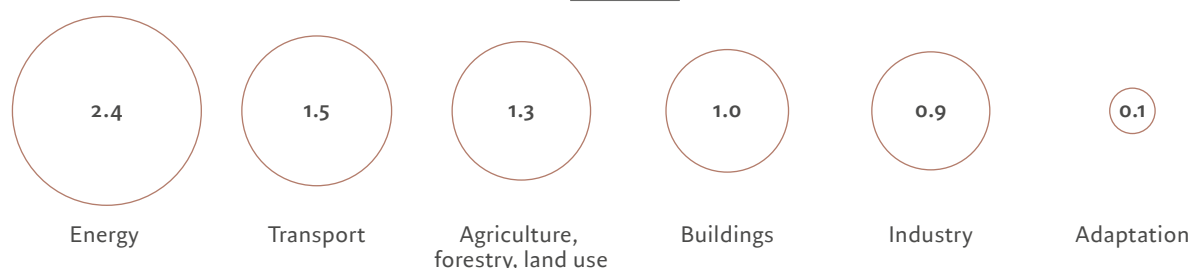 2.4
1.5
1.3
1.0
0.9
0.1
Energy
Transport
Agriculture,
forestry, land use
Buildings
Industry
Adaptation